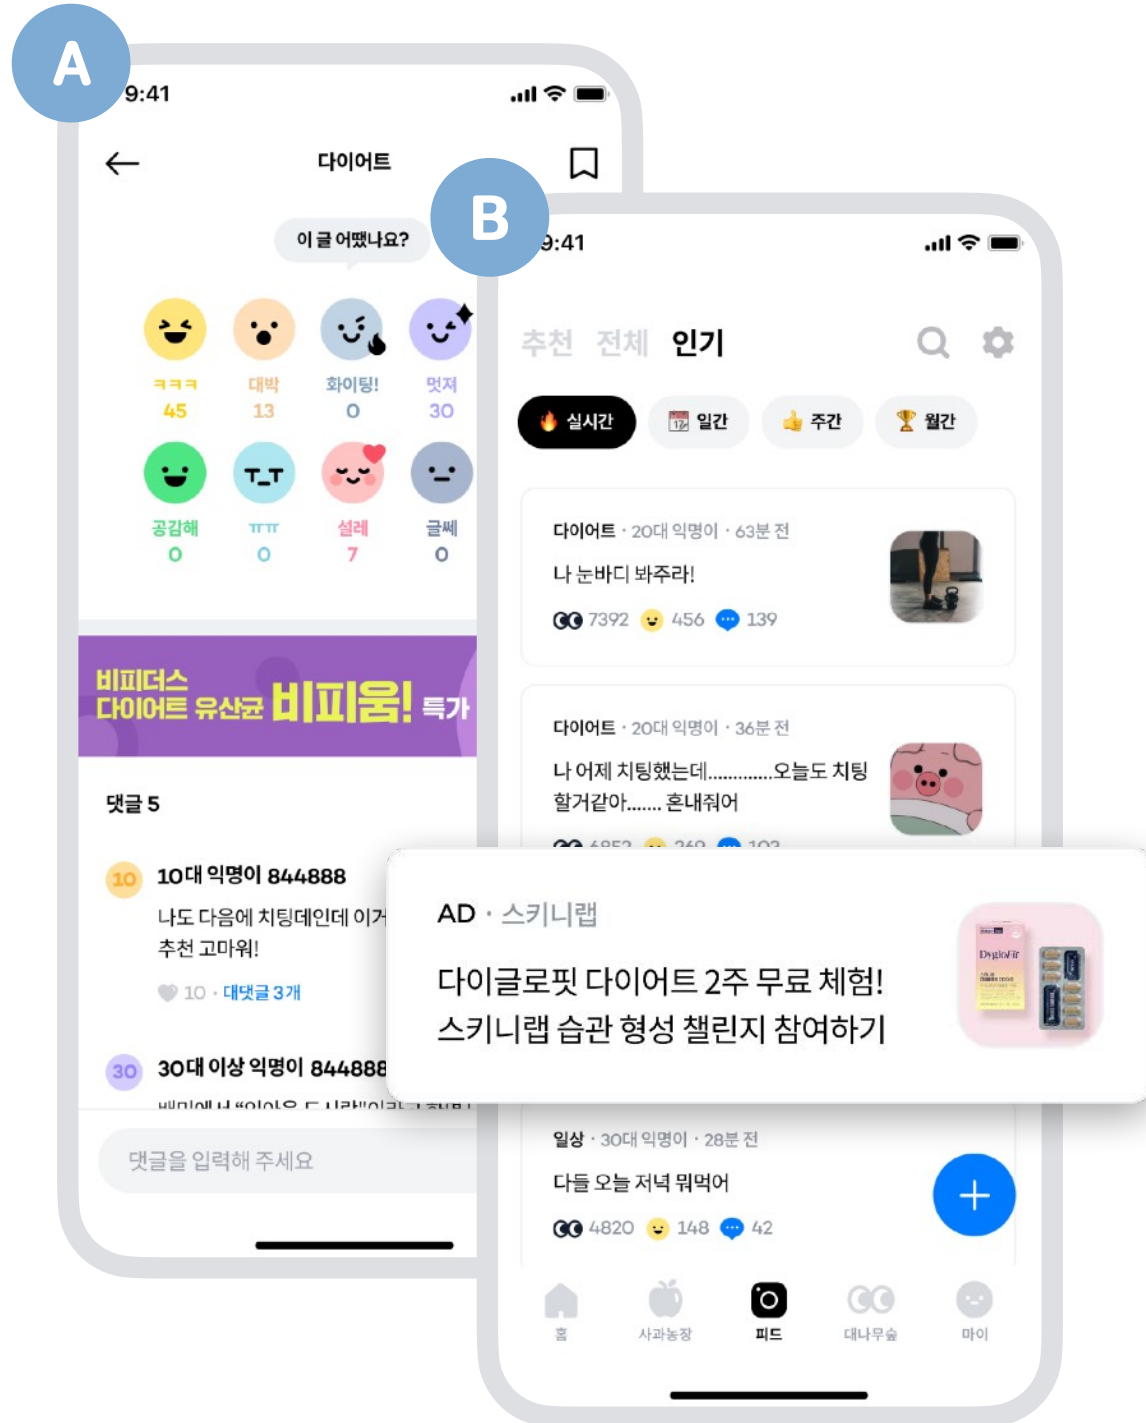 A
9:41
다이어트
이 글 어땠나요?
ㅋㅋㅋ 대박 화이팅! 멋져
45 13 0 30
공감해 ㅠㅠ 설레 글쎄
0 0 7 0
비피더스
다이어트 유산균 비피움! 특가
댓글 5
10 10대 익명이 844888
나도 다음에 치팅데인데 이거
추천 고마워!
10 · 대댓글 3개
30 30대 이상 익명이 844888
댓글을 입력해 주세요
B
9:41
추천 전체 인기
실시간 일간 주간 월간
다이어트 · 20대 익명이 · 63분 전
나 눈바디 봐주라!
7392 456 139
다이어트 · 20대 익명이 · 36분 전
나 어제 치팅했는데.............오늘도 치팅
할거같아....... 혼내줘어
AD · 스키니랩
다이글로핏 다이어트 2주 무료 체험!
스키니랩 습관 형성 챌린지 참여하기
DygloFit
일상 · 30대 익명이 · 28분 전
다들 오늘 저녁 뭐먹어
4820 148 42
홈 사과농장 피드 대나무숲 마이